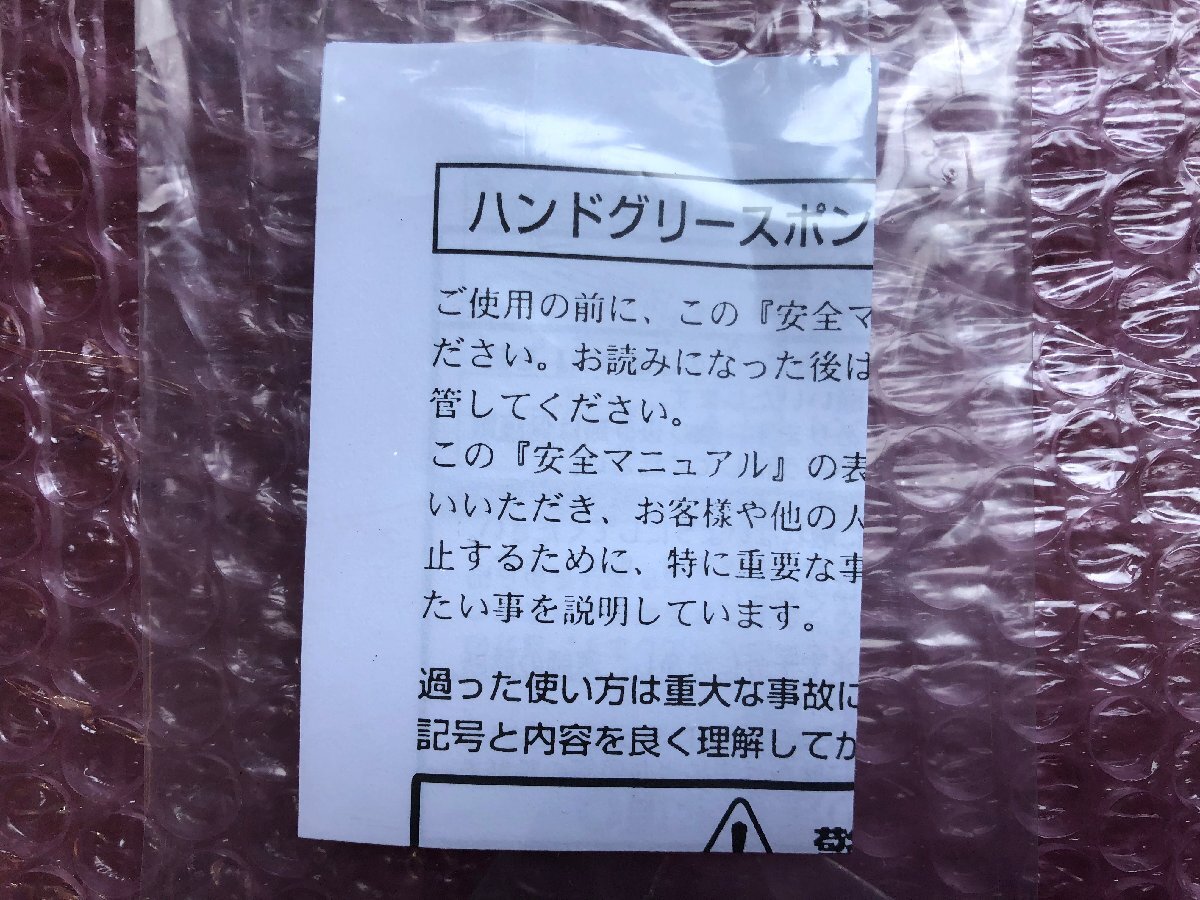 ハンドグリースポン
ご使用の前に、この『安全マ
ださい。お読みになった後は
管してください。
この『安全マニュアル』の表
いいただき、お客様や他の人
止するために、特に重要な事
たい事を説明しています。
過った使い方は重大な事故に
記号と内容を良く理解してか